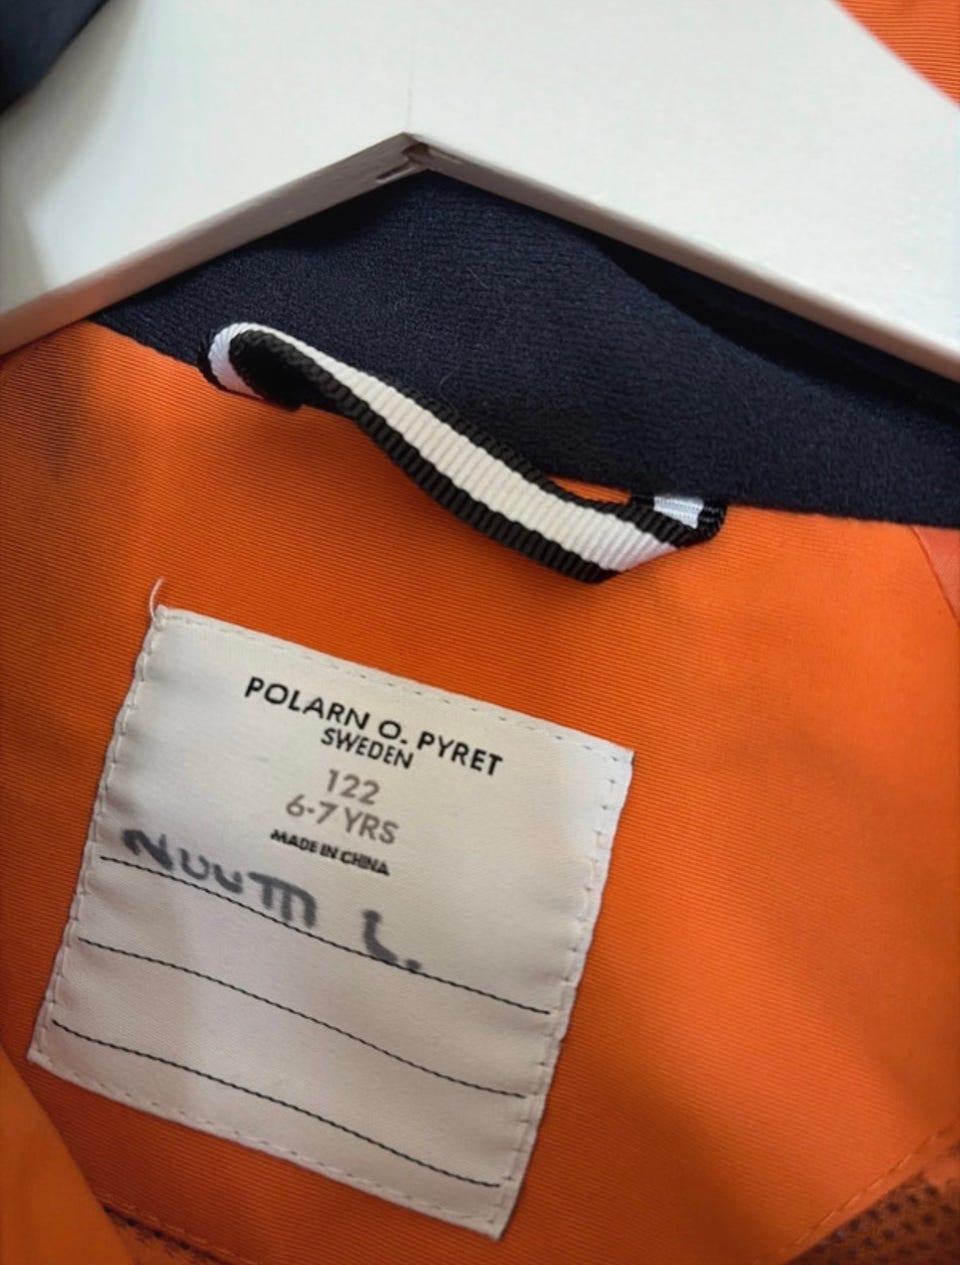 POLARN O. PYRET
SWEDEN
122
6-7 YRS
MADE IN CHINA
L.